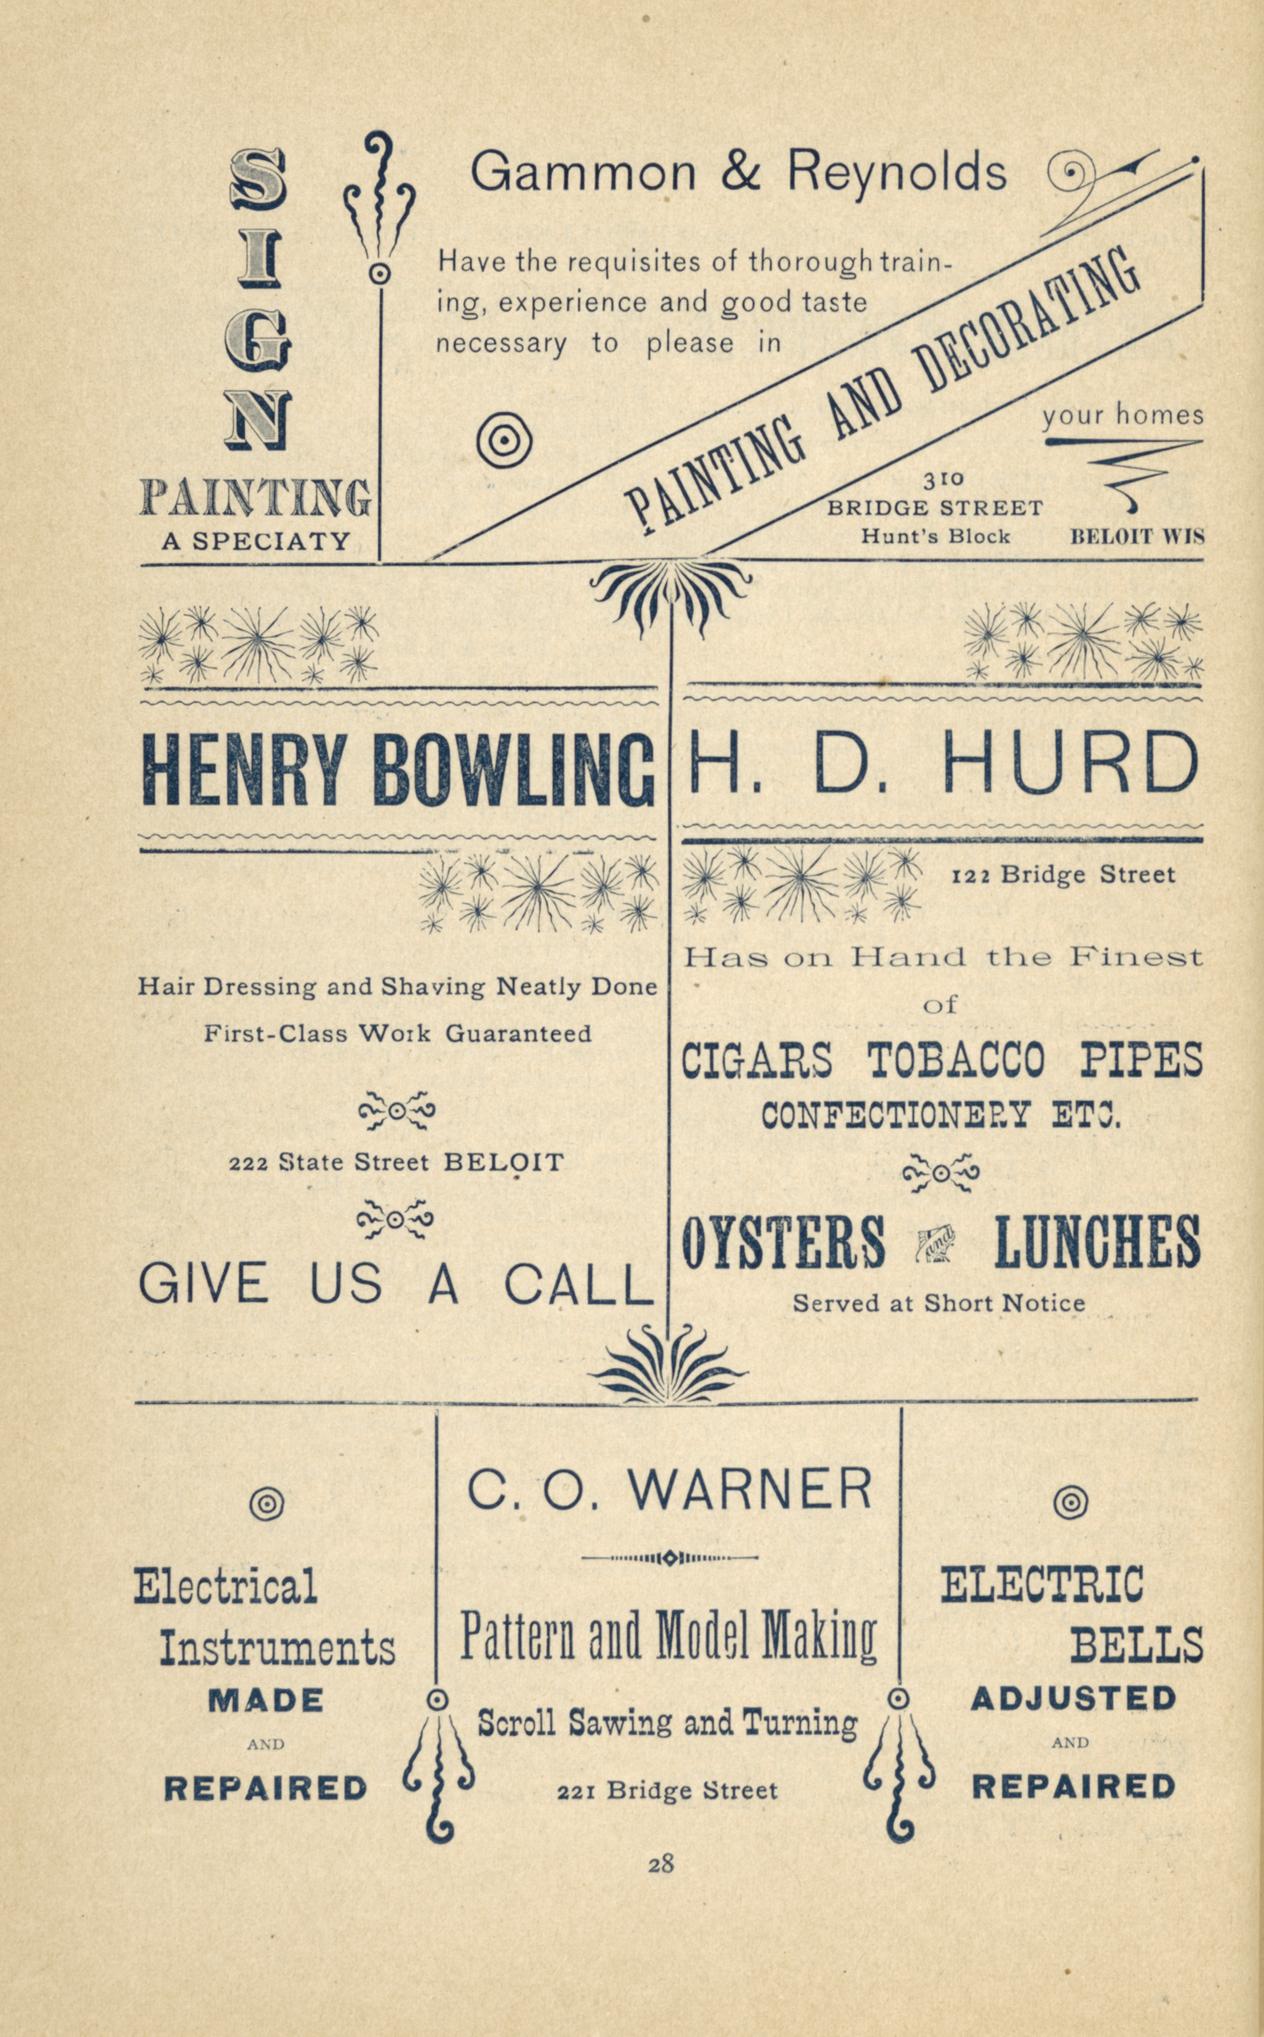 SIGN
PAINTING
A SPECIATY
Gammon & Reynolds
Have the requisites of thorough train-
ing, experience and good taste
necessary to please in
PAINTING AND DECORATING
your homes
310
BRIDGE STREET
Hunt's Block
BELOIT WIS
HENRY BOWLING
Hair Dressing and Shaving Neatly Done
First-Class Work Guaranteed
222 State Street BELOIT
GIVE US A CALL
H. D. HURD
122 Bridge Street
Has on Hand the Finest
of
CIGARS TOBACCO PIPES
CONFECTIONERY ETC.
OYSTERS and LUNCHES
Served at Short Notice
Electrical
Instruments
MADE
AND
REPAIRED
C. O. WARNER
Pattern and Model Making
Scroll Sawing and Turning
221 Bridge Street
ELECTRIC
BELLS
ADJUSTED
AND
REPAIRED
28